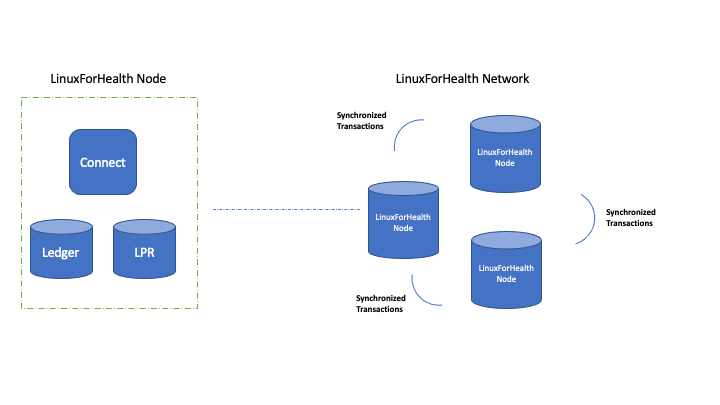 LinuxForHealth Node
Connect
Ledger
LPR
LinuxForHealth Network
Synchronized
Transactions
LinuxForHealth
Node
LinuxForHealth
Node
Synchronized
Transactions
LinuxForHealth
Node
Synchronized
Transactions